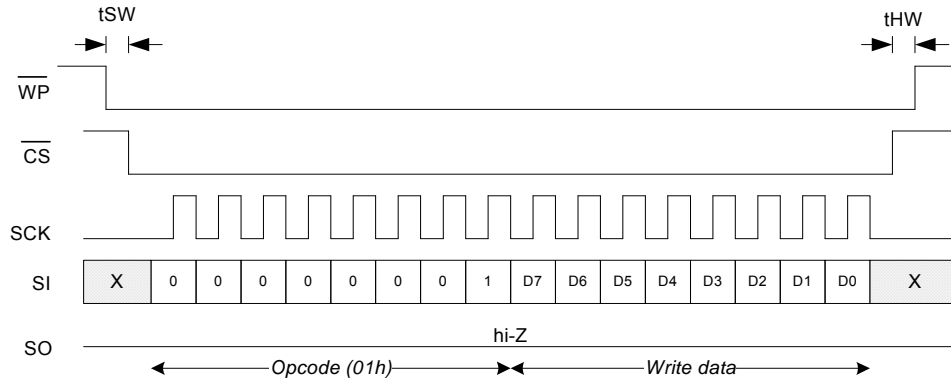 tSW tHW
WP
CS
SCK
SI X 0 0 0 0 0 0 0 1 D7 D6 D5 D4 D3 D2 D1 D0 X
hi-Z
SO
Opcode (01h) Write data